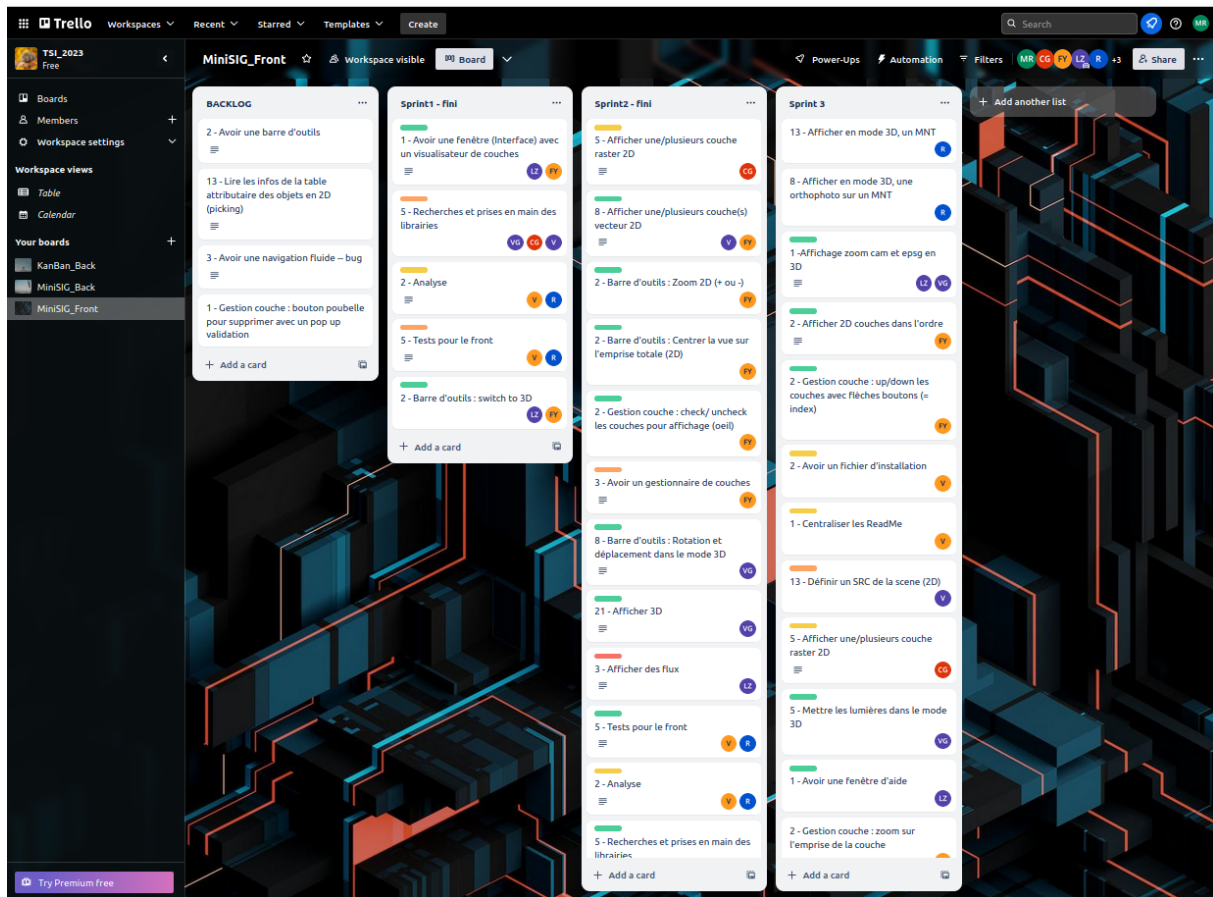 Trello Workspaces Recent Starred Templates Create Search MR
TSI_2023
Free
MiniSIG_Front Workspace visible Board Power-Ups Automation Filters MR CG FY LZ R +3 Share
Boards
Members
Workspace settings
Workspace views
Table
Calendar
Your boards
KanBan_Back
MiniSIG_Back
MiniSIG_Front
Try Premium free
BACKLOG
2 - Avoir une barre d'outils
13 - Lire les infos de la table
attributaire des objets en 2D
(picking)
3 - Avoir une navigation fluide – bug
1 - Gestion couche : bouton poubelle
pour supprimer avec un pop up
validation
+ Add a card
Sprint1 - fini
1 - Avoir une fenêtre (Interface) avec
un visualisateur de couches
LZ FY
5 - Recherches et prises en main des
librairies
VG CG V
2 - Analyse
V R
5 - Tests pour le front
V R
2 - Barre d'outils : switch to 3D
LZ FY
+ Add a card
Sprint2 - fini
5 - Afficher une/plusieurs couche
raster 2D
CG
8 - Afficher une/plusieurs couche(s)
vecteur 2D
V FY
2 - Barre d'outils : Zoom 2D (+ ou -)
FY
2 - Barre d'outils : Centrer la vue sur
l'emprise totale (2D)
FY
2 - Gestion couche : check/ uncheck
les couches pour affichage (oeil)
FY
3 - Avoir un gestionnaire de couches
FY
8 - Barre d'outils : Rotation et
déplacement dans le mode 3D
VG
21 - Afficher 3D
VG
3 - Afficher des flux
LZ
5 - Tests pour le front
V R
2 - Analyse
V R
5 - Recherches et prises en main des
librairies
+ Add a card
Sprint 3
13 - Afficher en mode 3D, un MNT
R
8 - Afficher en mode 3D, une
orthophoto sur un MNT
R
1 -Affichage zoom cam et epsg en
3D
LZ VG
2 - Afficher 2D couches dans l'ordre
FY
2 - Gestion couche : up/down les
couches avec flèches boutons (=
index)
FY
2 - Avoir un fichier d'installation
V
1 - Centraliser les ReadMe
V
13 - Définir un SRC de la scene (2D)
V
5 - Afficher une/plusieurs couche
raster 2D
CG
5 - Mettre les lumières dans le mode
3D
VG
1 - Avoir une fenêtre d'aide
LZ
2 - Gestion couche : zoom sur
l'emprise de la couche
+ Add a card
+ Add another list